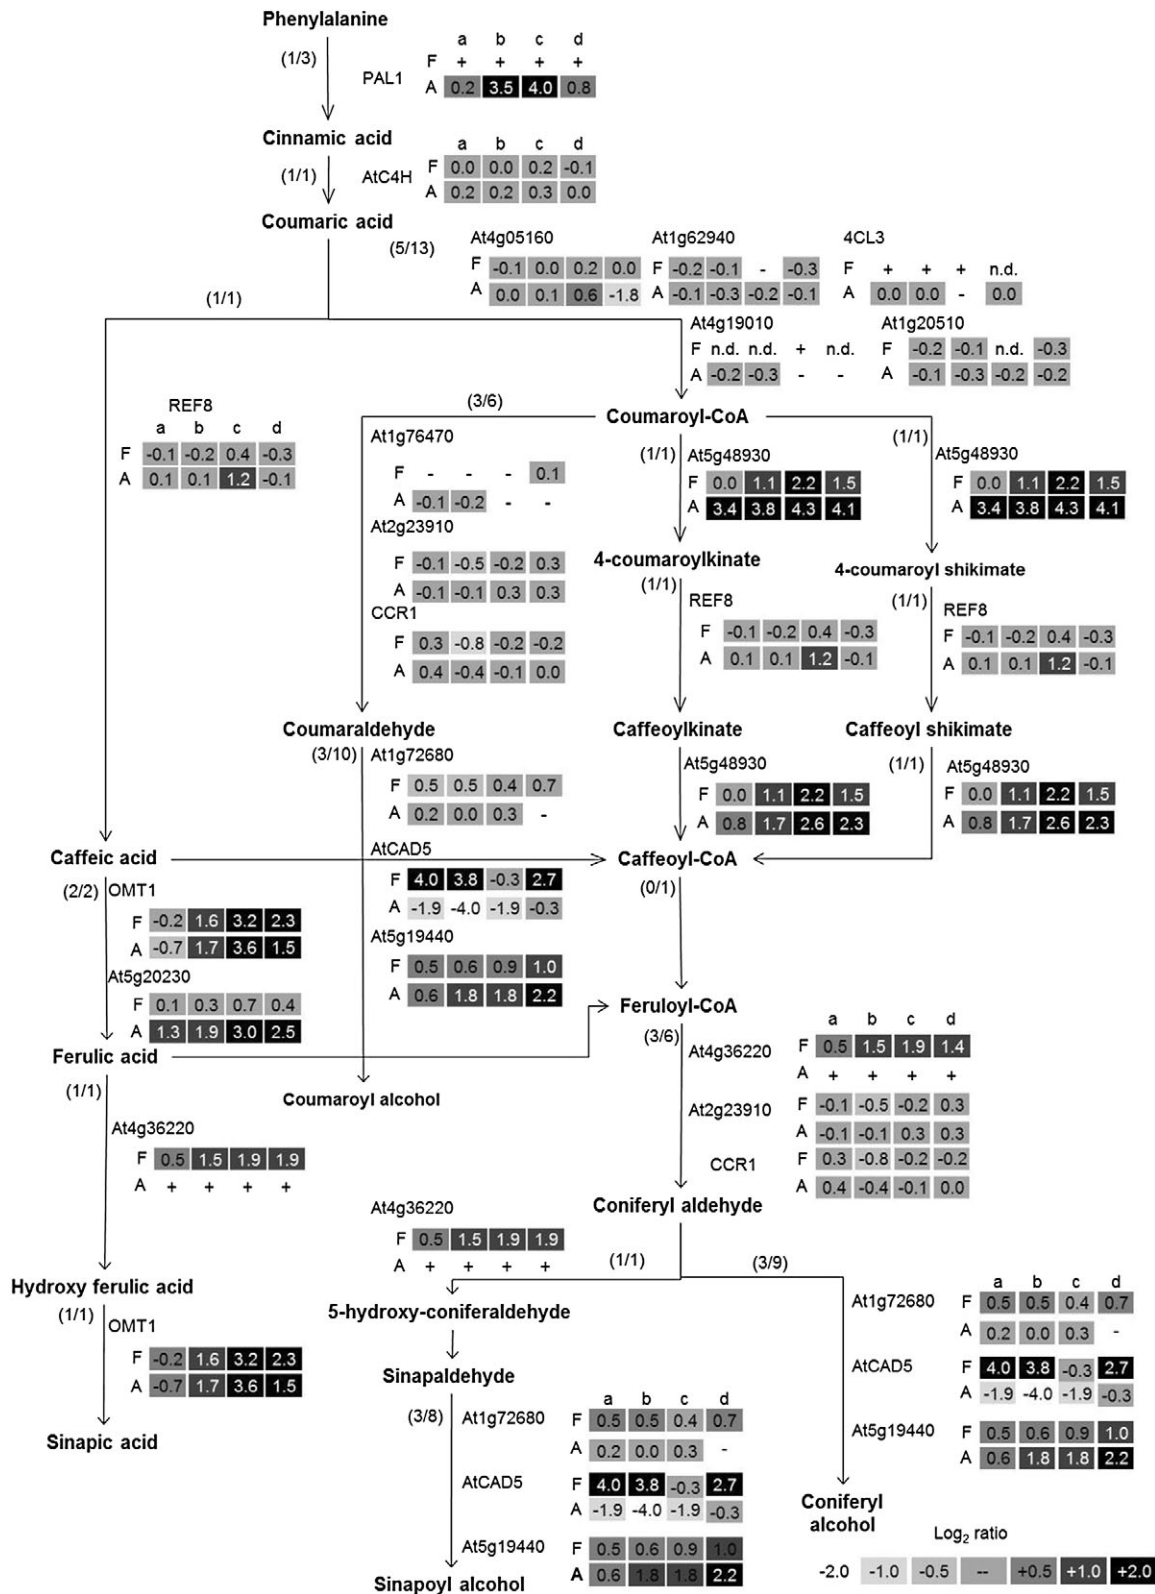 Phenylalanine
(1/3)
a b c d
F + + + +
PAL1
A 0.2 3.5 4.0 0.8
Cinnamic acid
(1/1)
a b c d
AtC4H
F 0.0 0.0 0.2 -0.1
A 0.2 0.2 0.3 0.0
Coumaric acid
(5/13)
At4g05160
F -0.1 0.0 0.2 0.0
A 0.0 0.1 0.6 -1.8
At1g62940
F -0.2 -0.1 - -0.3
A -0.1 -0.3 -0.2 -0.1
4CL3
F + + + n.d.
A 0.0 0.0 - 0.0
(1/1)
At4g19010
F n.d. n.d. + n.d.
A -0.2 -0.3 - -
At1g20510
F -0.2 -0.1 n.d. -0.3
A -0.1 -0.3 -0.2 -0.2
REF8
a b c d
F -0.1 -0.2 0.4 -0.3
A 0.1 0.1 1.2 -0.1
(3/6)
Coumaroyl-CoA
At1g76470
F - - - 0.1
A -0.1 -0.2 - -
At2g23910
F -0.1 -0.5 -0.2 0.3
A -0.1 -0.1 0.3 0.3
CCR1
F 0.3 -0.8 -0.2 -0.2
A 0.4 -0.4 -0.1 0.0
(1/1)
At5g48930
F 0.0 1.1 2.2 1.5
A 3.4 3.8 4.3 4.1
(1/1)
At5g48930
F 0.0 1.1 2.2 1.5
A 3.4 3.8 4.3 4.1
4-coumaroylkinate
(1/1)
REF8
F -0.1 -0.2 0.4 -0.3
A 0.1 0.1 1.2 -0.1
4-coumaroyl shikimate
(1/1)
REF8
F -0.1 -0.2 0.4 -0.3
A 0.1 0.1 1.2 -0.1
Coumaraldehyde
(3/10)
At1g72680
F 0.5 0.5 0.4 0.7
A 0.2 0.0 0.3 -
AtCAD5
F 4.0 3.8 -0.3 2.7
A -1.9 -4.0 -1.9 -0.3
At5g19440
F 0.5 0.6 0.9 1.0
A 0.6 1.8 1.8 2.2
Caffeoylkinate
At5g48930
F 0.0 1.1 2.2 1.5
A 0.8 1.7 2.6 2.3
Caffeoyl shikimate
(1/1)
At5g48930
F 0.0 1.1 2.2 1.5
A 0.8 1.7 2.6 2.3
Caffeic acid
Caffeoyl-CoA
(2/2)
OMT1
F -0.2 1.6 3.2 2.3
A -0.7 1.7 3.6 1.5
At5g20230
F 0.1 0.3 0.7 0.4
A 1.3 1.9 3.0 2.5
(0/1)
Ferulic acid
Feruloyl-CoA
Coumaroyl alcohol
(1/1)
At4g36220
F 0.5 1.5 1.9 1.9
A + + + +
(3/6)
a b c d
At4g36220
F 0.5 1.5 1.9 1.4
A + + + +
At2g23910
F -0.1 -0.5 -0.2 0.3
A -0.1 -0.1 0.3 0.3
CCR1
F 0.3 -0.8 -0.2 -0.2
A 0.4 -0.4 -0.1 0.0
Coniferyl aldehyde
At4g36220
F 0.5 1.5 1.9 1.9
A + + + +
(1/1)
(3/9)
Hydroxy ferulic acid
(1/1)
OMT1
F -0.2 1.6 3.2 2.3
A -0.7 1.7 3.6 1.5
Sinapic acid
5-hydroxy-coniferaldehyde
Sinapaldehyde
(3/8)
a b c d
At1g72680
F 0.5 0.5 0.4 0.7
A 0.2 0.0 0.3 -
AtCAD5
F 4.0 3.8 -0.3 2.7
A -1.9 -4.0 -1.9 -0.3
At5g19440
F 0.5 0.6 0.9 1.0
A 0.6 1.8 1.8 2.2
Sinapoyl alcohol
a b c d
At1g72680
F 0.5 0.5 0.4 0.7
A 0.2 0.0 0.3 -
AtCAD5
F 4.0 3.8 -0.3 2.7
A -1.9 -4.0 -1.9 -0.3
At5g19440
F 0.5 0.6 0.9 1.0
A 0.6 1.8 1.8 2.2
Coniferyl
alcohol
Log2 ratio
-2.0 -1.0 -0.5 -- +0.5 +1.0 +2.0